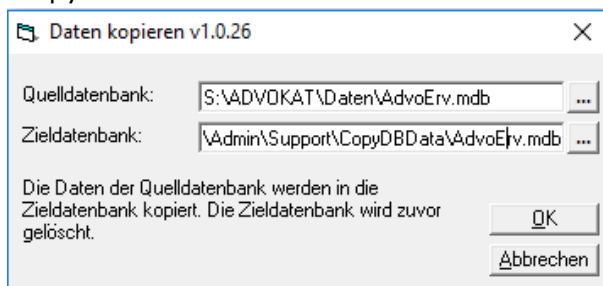 Daten kopieren v1.0.26
Quelldatenbank: S:\ADVOKAT\Daten\AdvoErv.mdb ...
Zieldatenbank: \Admin\Support\CopyDBData\AdvoErv.mdb ...
Die Daten der Quelldatenbank werden in die
Zieldatenbank kopiert. Die Zieldatenbank wird zuvor
gelöscht.
OK
Abbrechen